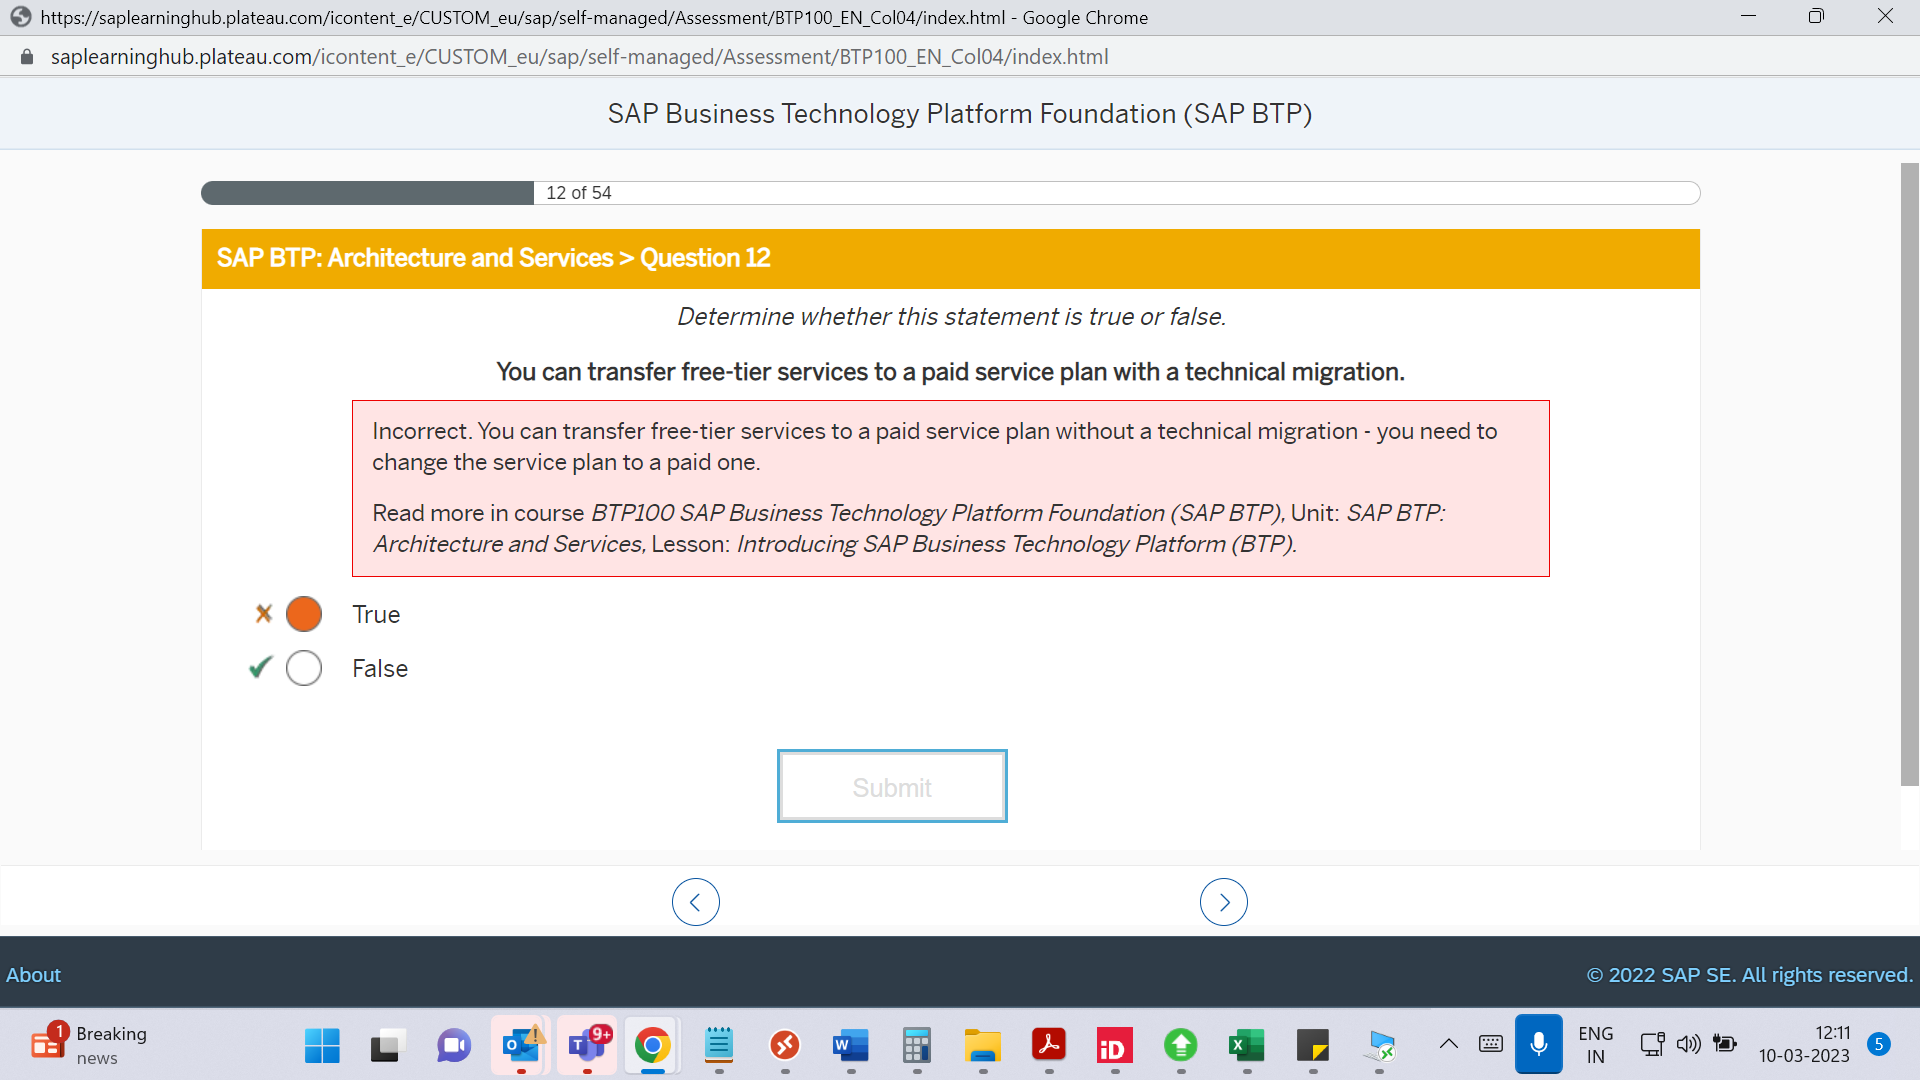 https://saplearninghub.plateau.com/icontent_e/CUSTOM_eu/sap/self-managed/Assessment/BTP100_EN_Col04/index.html - Google Chrome
saplearninghub.plateau.com/icontent_e/CUSTOM_eu/sap/self-managed/Assessment/BTP100_EN_Col04/index.html
SAP Business Technology Platform Foundation (SAP BTP)
12 of 54
SAP BTP: Architecture and Services > Question 12
Determine whether this statement is true or false.
You can transfer free-tier services to a paid service plan with a technical migration.
Incorrect. You can transfer free-tier services to a paid service plan without a technical migration - you need to
change the service plan to a paid one.
Read more in course BTP100 SAP Business Technology Platform Foundation (SAP BTP), Unit: SAP BTP:
Architecture and Services, Lesson: Introducing SAP Business Technology Platform (BTP).
True
False
Submit
About
© 2022 SAP SE. All rights reserved.
1
Breaking
news
9+
ENG
IN
12:11
10-03-2023
5